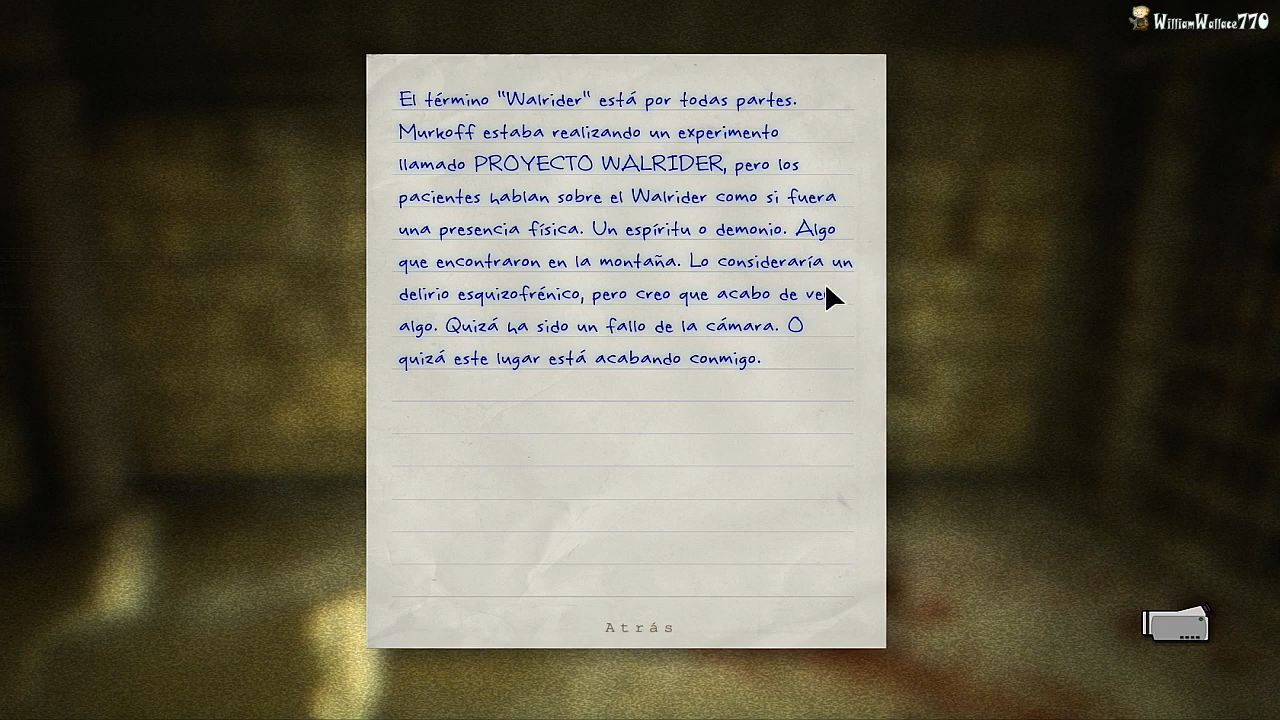 WilliamWallace770
El término "Walrider" está por todas partes.
Murkoff estaba realizando un experimento
llamado PROYECTO WALRIDER, pero los
pacientes hablan sobre el Walrider como si fuera
una presencia física. Un espíritu o demonio. Algo
que encontraron en la montaña. Lo consideraría un
delirio esquizofrénico, pero creo que acabo de ver
algo. Quizá ha sido un fallo de la cámara. O
quizá este lugar está acabando conmigo.
Atrás